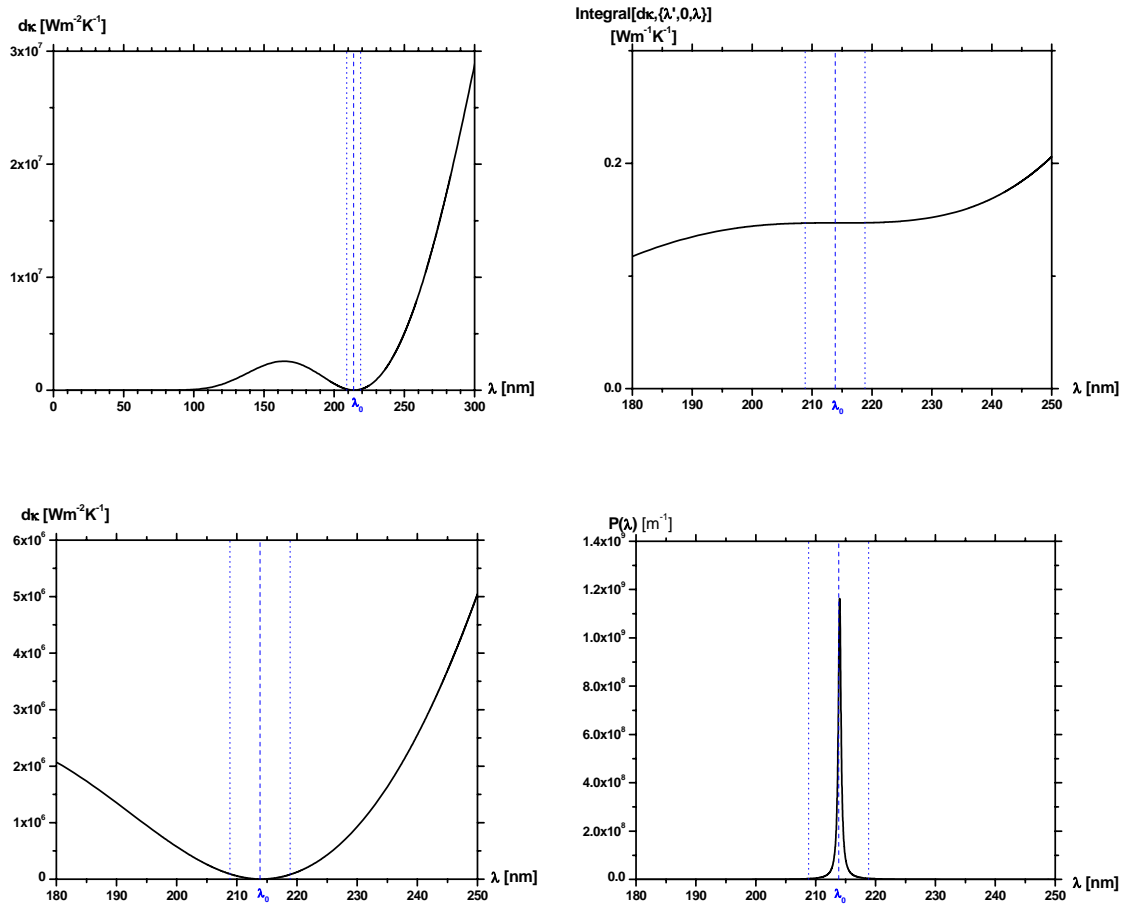 dκ [Wm⁻²K⁻¹]
3x10⁷
2x10⁷
1x10⁷
0
0 50 100 150 200 250 300
λ₀
λ [nm]
Integral[dκ,{λ',0,λ}]
[Wm⁻¹K⁻¹]
0.2
0.0
180 190 200 210 220 230 240 250
λ₀
λ [nm]
dκ [Wm⁻²K⁻¹]
6x10⁶
5x10⁶
4x10⁶
3x10⁶
2x10⁶
1x10⁶
0
180 190 200 210 220 230 240 250
λ₀
λ [nm]
P(λ) [m⁻¹]
1.4x10⁹
1.2x10⁹
1.0x10⁹
8.0x10⁸
6.0x10⁸
4.0x10⁸
2.0x10⁸
0.0
180 190 200 210 220 230 240 250
λ₀
λ [nm]